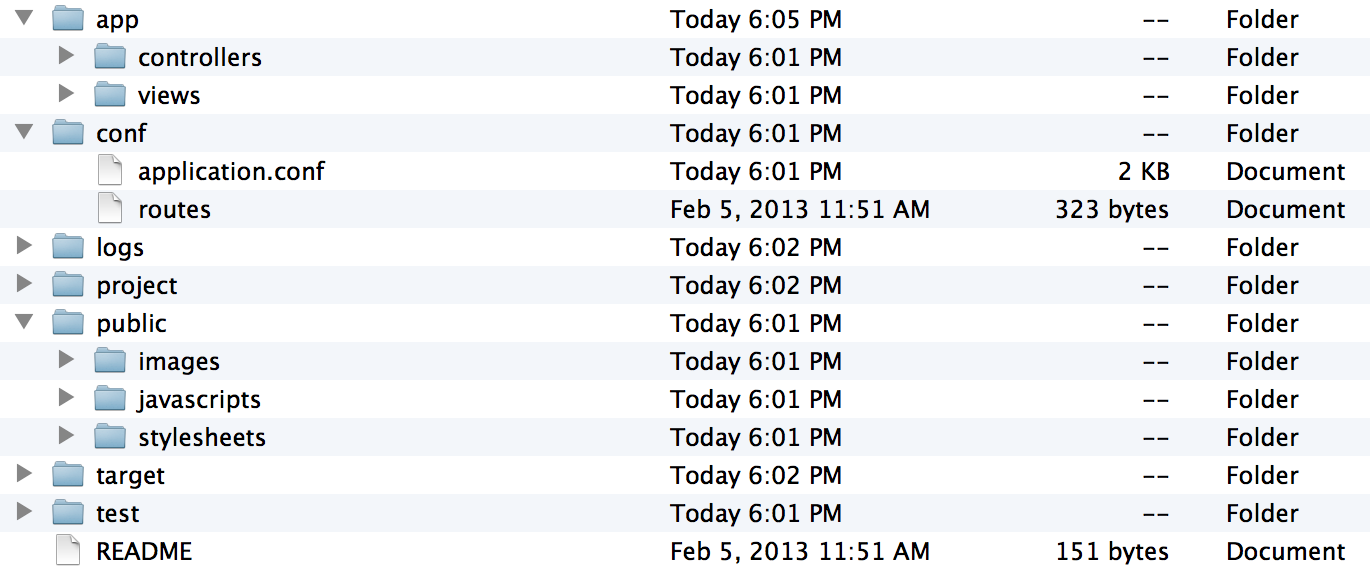 app Today 6:05 PM -- Folder
controllers Today 6:01 PM -- Folder
views Today 6:01 PM -- Folder
conf Today 6:01 PM -- Folder
application.conf Today 6:01 PM 2 KB Document
routes Feb 5, 2013 11:51 AM 323 bytes Document
logs Today 6:02 PM -- Folder
project Today 6:02 PM -- Folder
public Today 6:01 PM -- Folder
images Today 6:01 PM -- Folder
javascripts Today 6:01 PM -- Folder
stylesheets Today 6:01 PM -- Folder
target Today 6:02 PM -- Folder
test Today 6:01 PM -- Folder
README Feb 5, 2013 11:51 AM 151 bytes Document